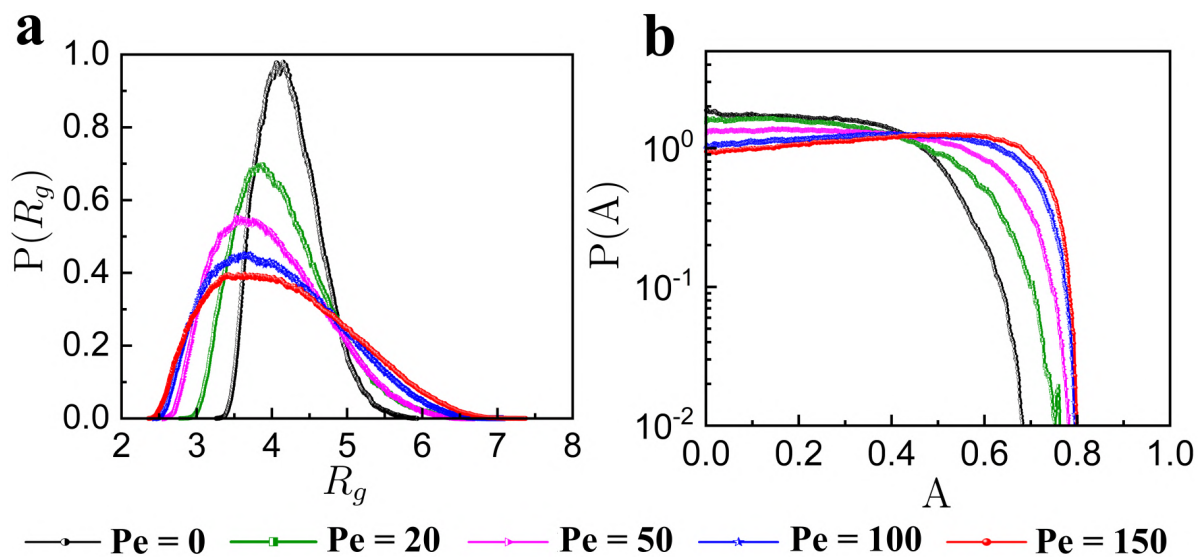 a
P(R_g)
1.0
0.8
0.6
0.4
0.2
0.0
2 3 4 5 6 7 8
R_g
b
P(A)
10^0
10^-1
10^-2
0.0 0.2 0.4 0.6 0.8 1.0
A
Pe = 0 Pe = 20 Pe = 50 Pe = 100 Pe = 150